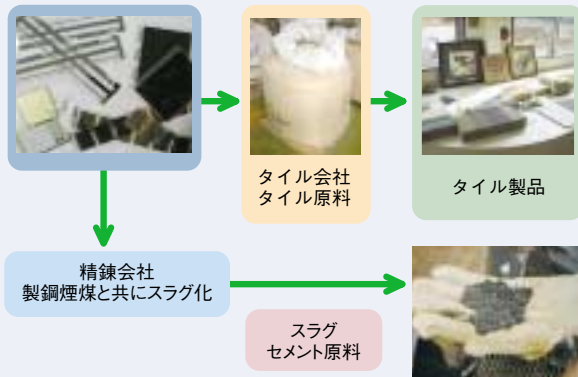 タイル会社
タイル原料
タイル製品
精錬会社
製鋼煙煤と共にスラグ化
スラグ
セメント原料